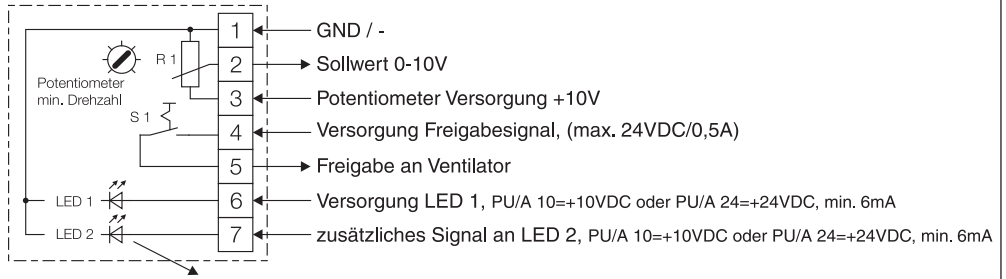 1 GND / -
R 1 2 Sollwert 0-10V
Potentiometer
min. Drehzahl
3 Potentiometer Versorgung +10V
S 1 4 Versorgung Freigabesignal, (max. 24VDC/0,5A)
5 Freigabe an Ventilator
LED 1 6 Versorgung LED 1, PU/A 10=+10VDC oder PU/A 24=+24VDC, min. 6mA
LED 2 7 zusätzliches Signal an LED 2, PU/A 10=+10VDC oder PU/A 24=+24VDC, min. 6mA